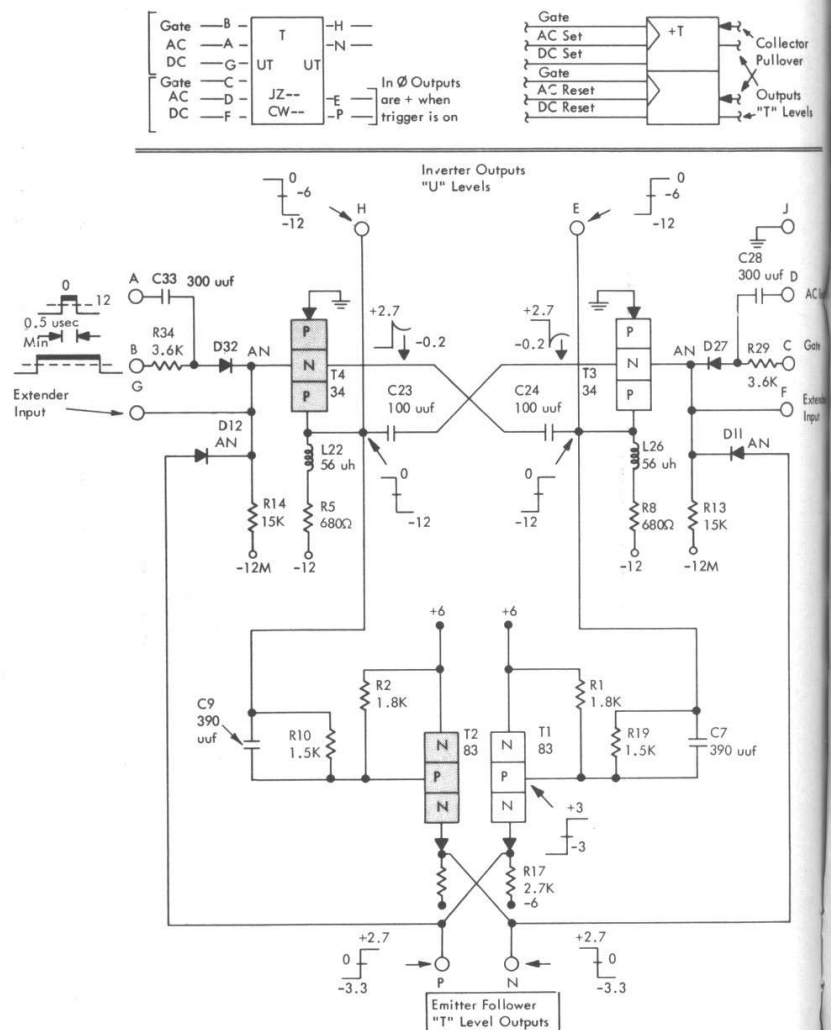 Gate B
AC A
DC G
Gate C
AC D
DC F
T
UT UT
JZ--
CW--
H
N
E
P
In Ø Outputs
are + when
trigger is on
Gate
AC Set
DC Set
Gate
AC Reset
DC Reset
+T
Collector
Pullover
Outputs
"T" Levels
Inverter Outputs
"U" Levels
0
-6
-12
H
E
0
-6
-12
J
C28
300 uuf
D
0
12
0.5 usec
Min
A
C33
300 uuf
B
R34
3.6K
D32
AN
G
Extender
Input
P
N
P
T4
34
+2.7
-0.2
+2.7
-0.2
C23
100 uuf
C24
100 uuf
P
N
P
T3
34
AN
D27
R29
3.6K
C
Gate
F
Input
D12
AN
L22
56 uh
0
-12
0
-12
L26
56 uh
D11
AN
R14
15K
R5
680Ω
R8
680Ω
R13
15K
-12M
-12
-12
-12M
+6
+6
R2
1.8K
R1
1.8K
C9
390
uuf
R10
1.5K
T2
83
N
P
N
T1
83
N
P
N
R19
1.5K
C7
390 uuf
+3
-3
R17
2.7K
-6
+2.7
0
-3.3
P
N
+2.7
0
-3.3
Emitter Follower
"T" Level Outputs